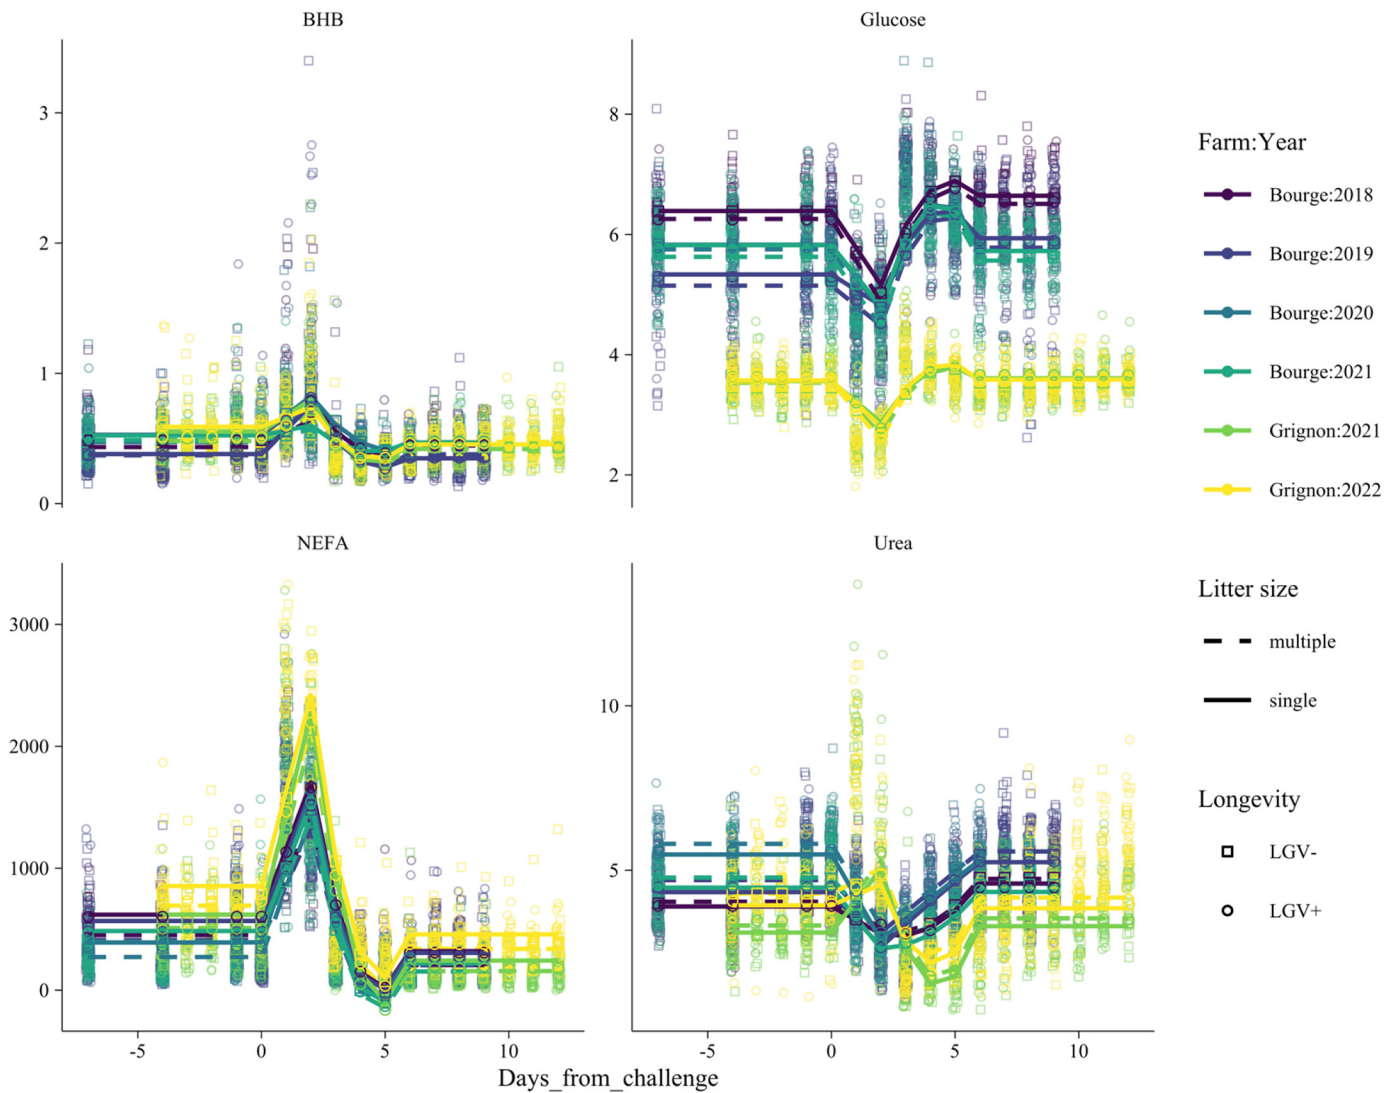 BHB
3
2
1
0
Glucose
8
6
4
2
NEFA
3000
2000
1000
0
-5 0 5 10
Urea
10
5
-5 0 5 10
Days_from_challenge
Farm:Year
Bourge:2018
Bourge:2019
Bourge:2020
Bourge:2021
Grignon:2021
Grignon:2022
Litter size
multiple
single
Longevity
LGV-
LGV+